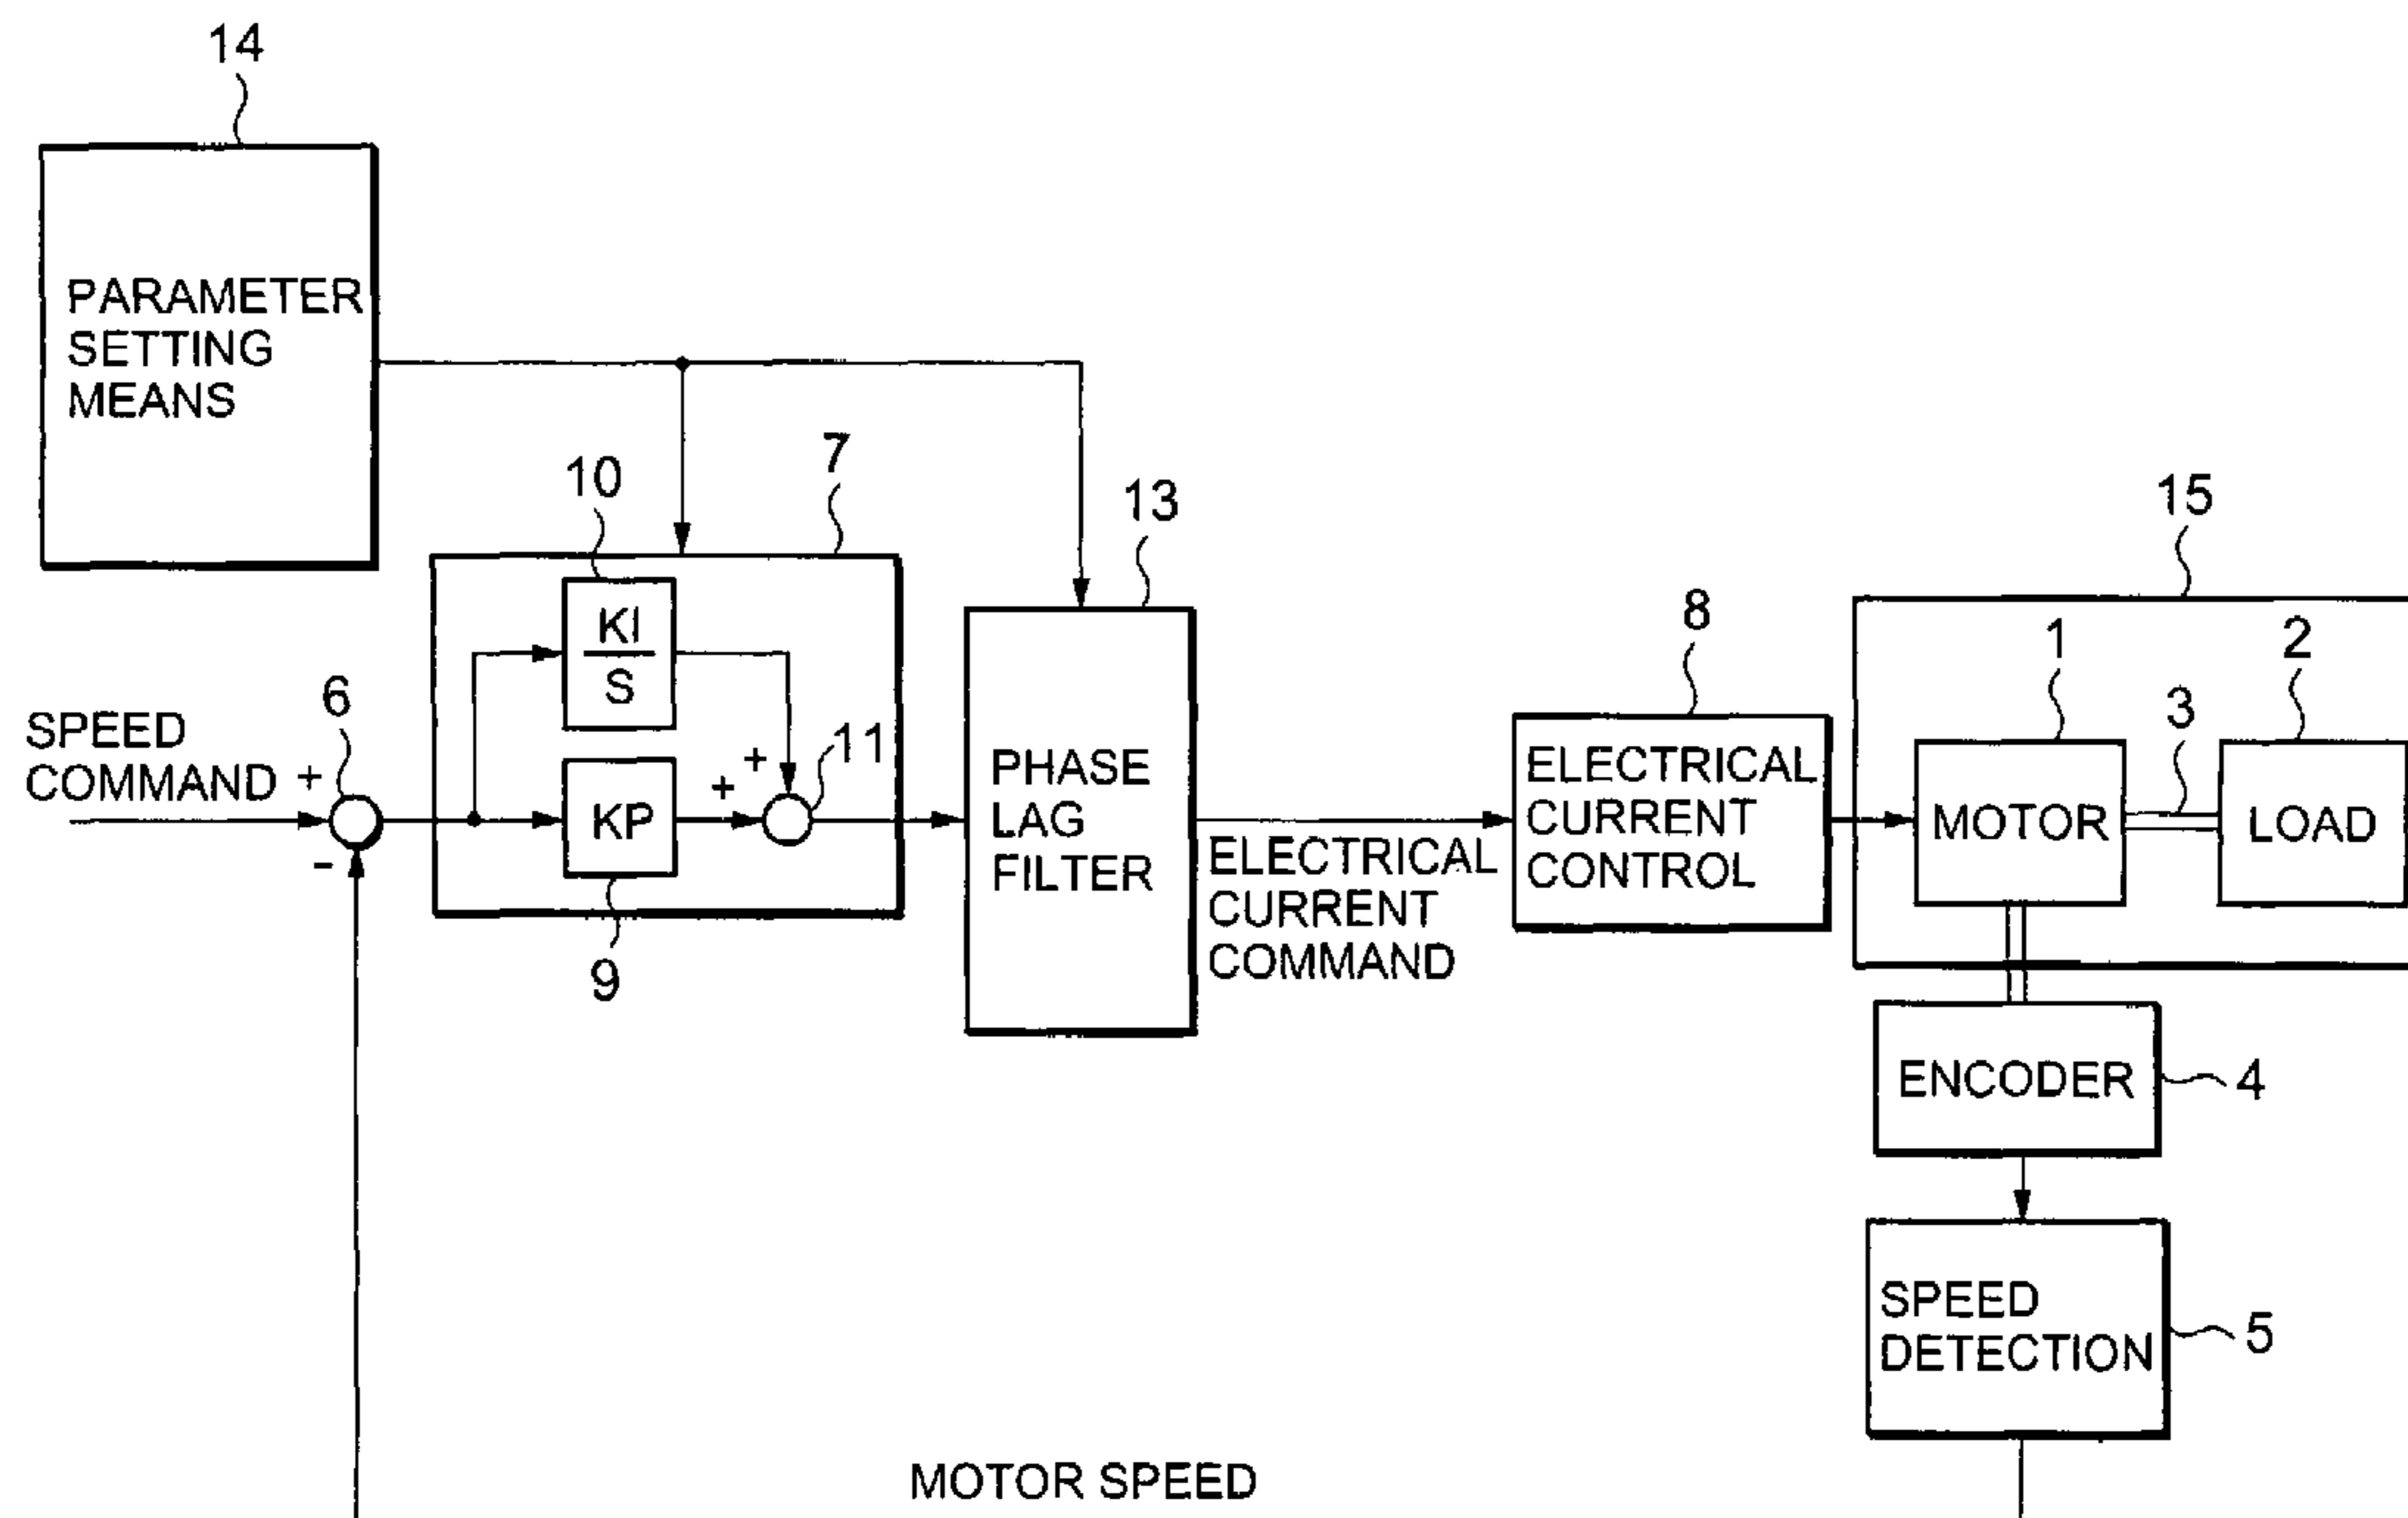 14
PARAMETER
SETTING
MEANS
10
7
13
15
KI
S
8
1
3
2
SPEED
COMMAND
+
6
-
KP
+
+
11
9
PHASE
LAG
FILTER
ELECTRICAL
CURRENT
COMMAND
ELECTRICAL
CURRENT
CONTROL
MOTOR
LOAD
ENCODER
4
SPEED
DETECTION
5
MOTOR SPEED